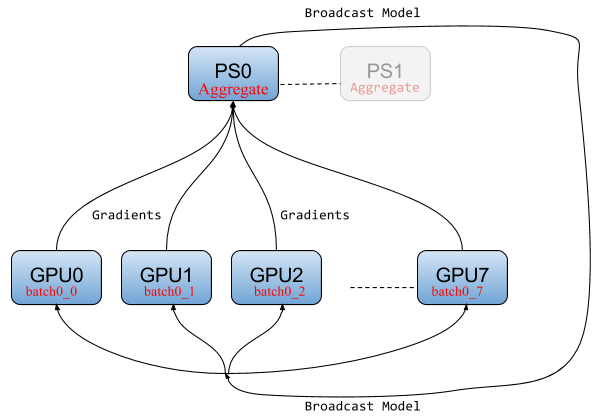 Broadcast Model
PS0
Aggregate
PS1
Aggregate
Gradients
Gradients
GPU0
batch0_0
GPU1
batch0_1
GPU2
batch0_2
GPU7
batch0_7
Broadcast Model